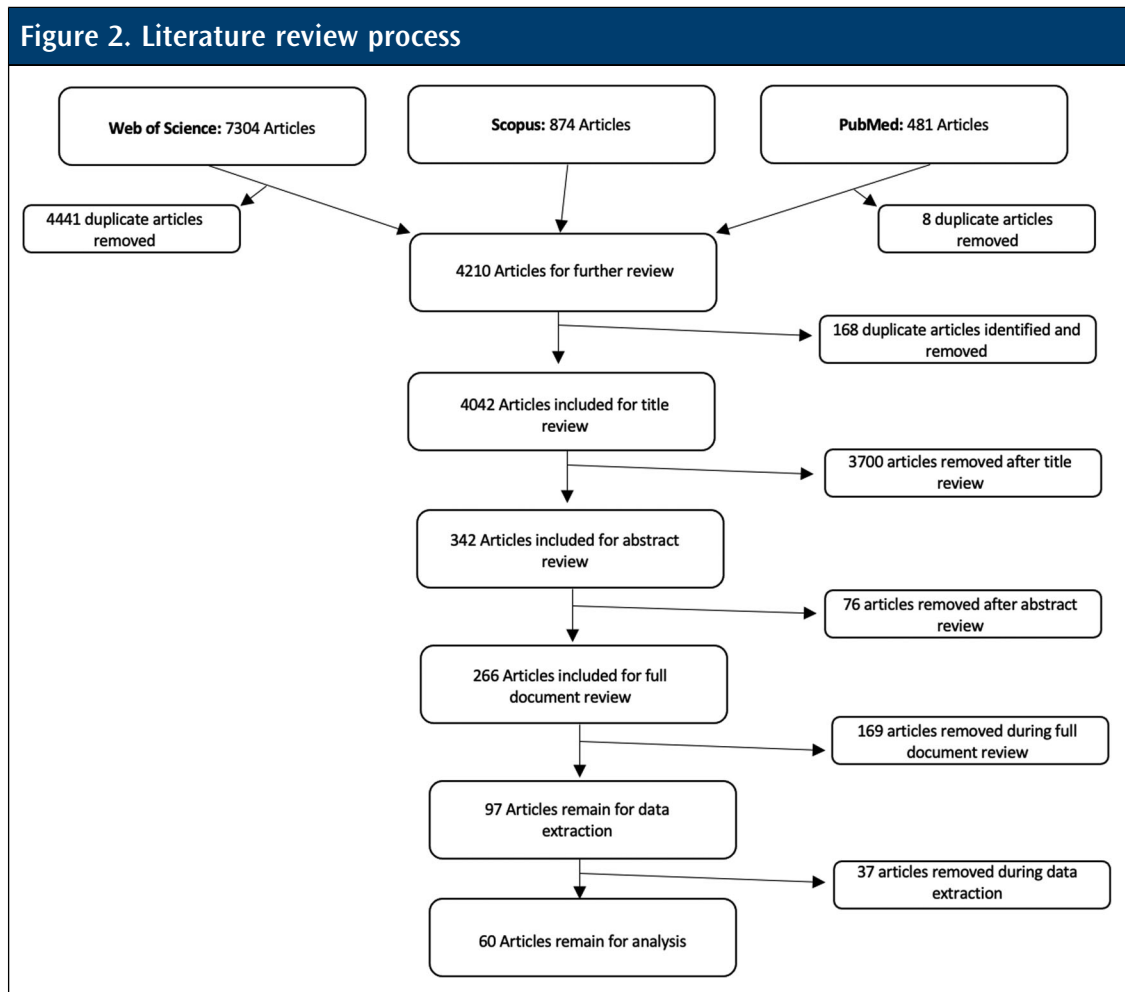 Figure 2. Literature review process
Web of Science: 7304 Articles
Scopus: 874 Articles
PubMed: 481 Articles
4441 duplicate articles
removed
8 duplicate articles
removed
4210 Articles for further review
168 duplicate articles identified and
removed
4042 Articles included for title
review
3700 articles removed after title
review
342 Articles included for abstract
review
76 articles removed after abstract
review
266 Articles included for full
document review
169 articles removed during full
document review
97 Articles remain for data
extraction
37 articles removed during data
extraction
60 Articles remain for analysis